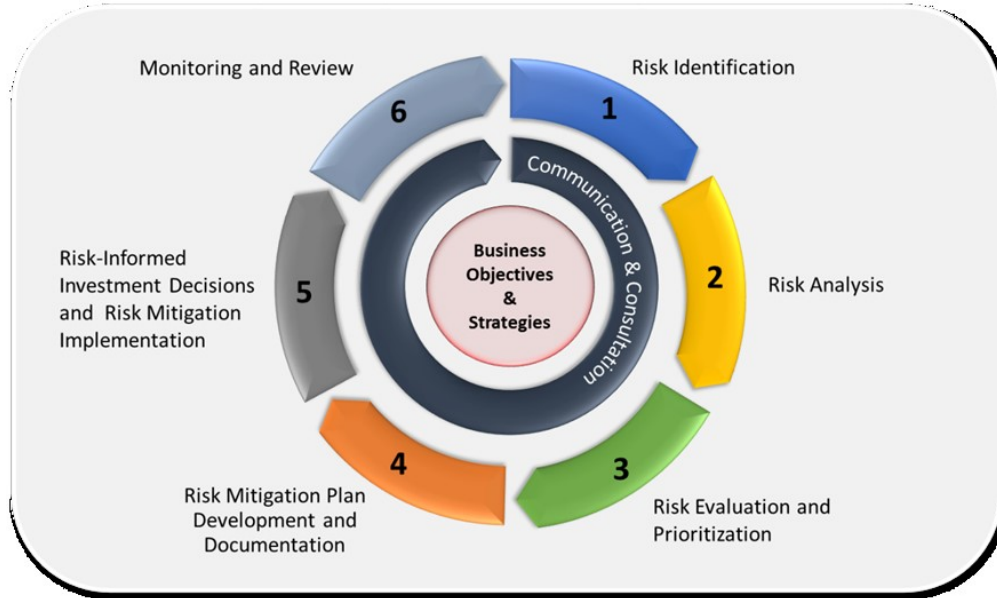 1
Risk Identification
2
Risk Analysis
3
Risk Evaluation and
Prioritization
4
Risk Mitigation Plan
Development and
Documentation
5
Risk-Informed
Investment Decisions
and Risk Mitigation
Implementation
6
Monitoring and Review
Communication & Consultation
Business
Objectives
&
Strategies